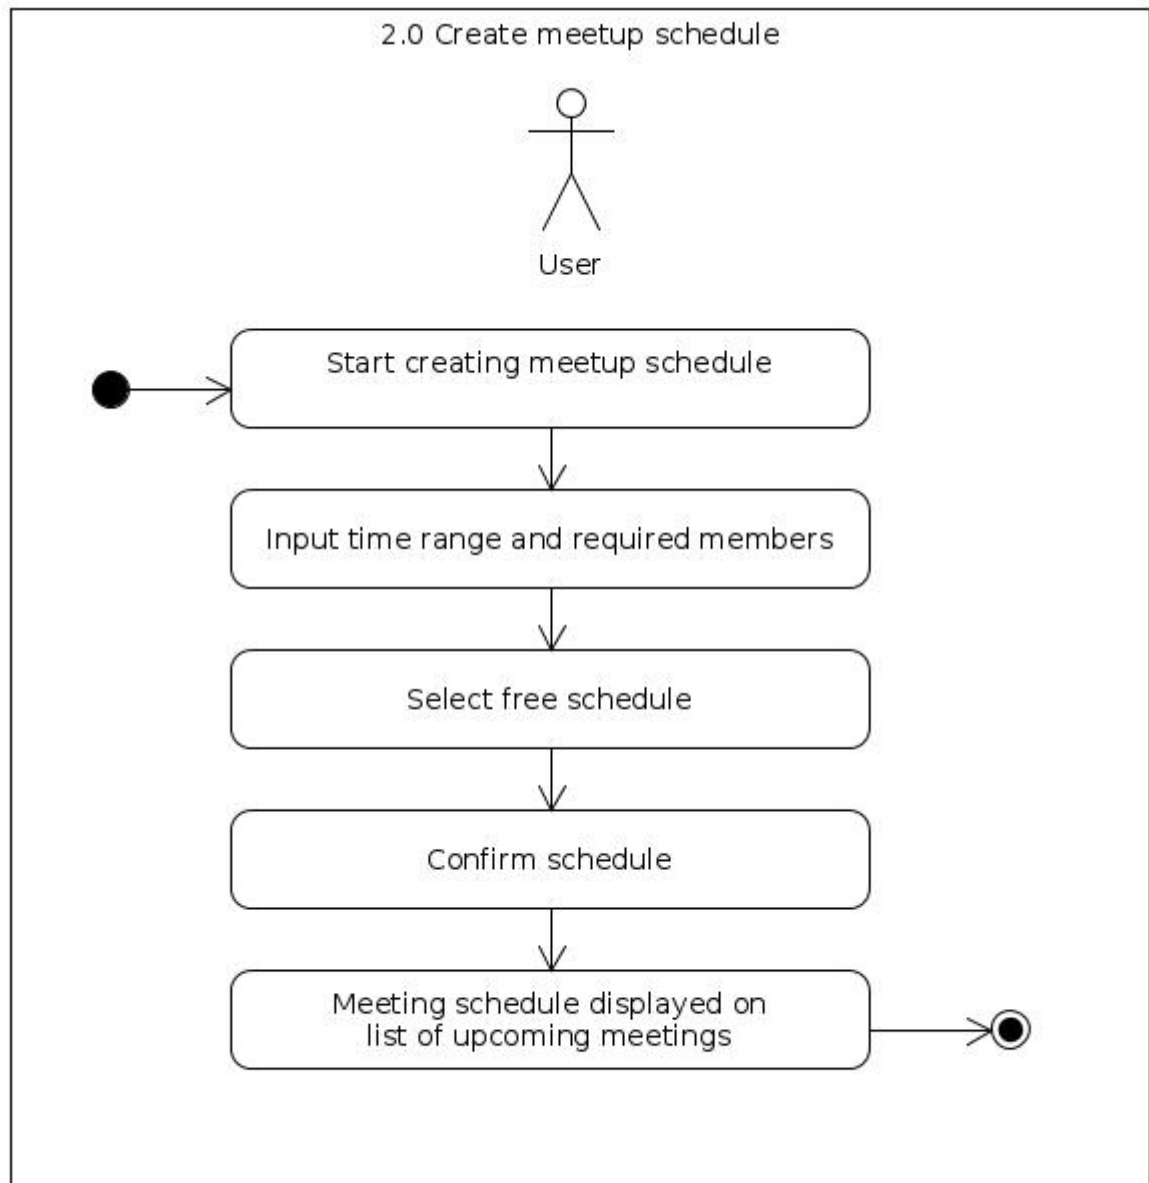 2.0 Create meetup schedule
User
Start creating meetup schedule
Input time range and required members
Select free schedule
Confirm schedule
Meeting schedule displayed on
list of upcoming meetings